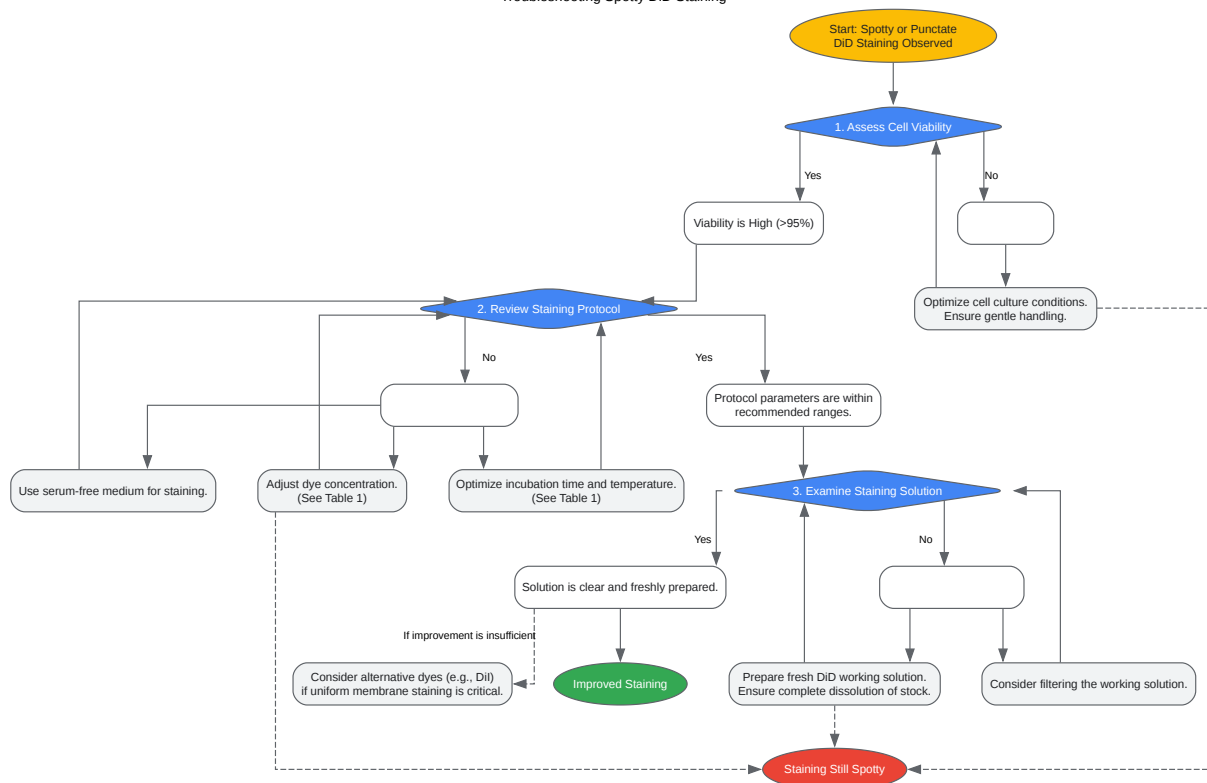 Troubleshooting Spotty DiD Staining
Start: Spotty or Punctate
DiD Staining Observed
1. Assess Cell Viability
Yes
No
Viability is High (>95%)
Optimize cell culture conditions.
Ensure gentle handling.
2. Review Staining Protocol
No
Yes
Protocol parameters are within
recommended ranges.
Use serum-free medium for staining.
Adjust dye concentration.
(See Table 1)
Optimize incubation time and temperature.
(See Table 1)
3. Examine Staining Solution
Yes
No
Solution is clear and freshly prepared.
If improvement is insufficient
Consider alternative dyes (e.g., DiI)
if uniform membrane staining is critical.
Improved Staining
Prepare fresh DiD working solution.
Ensure complete dissolution of stock.
Consider filtering the working solution.
Staining Still Spotty